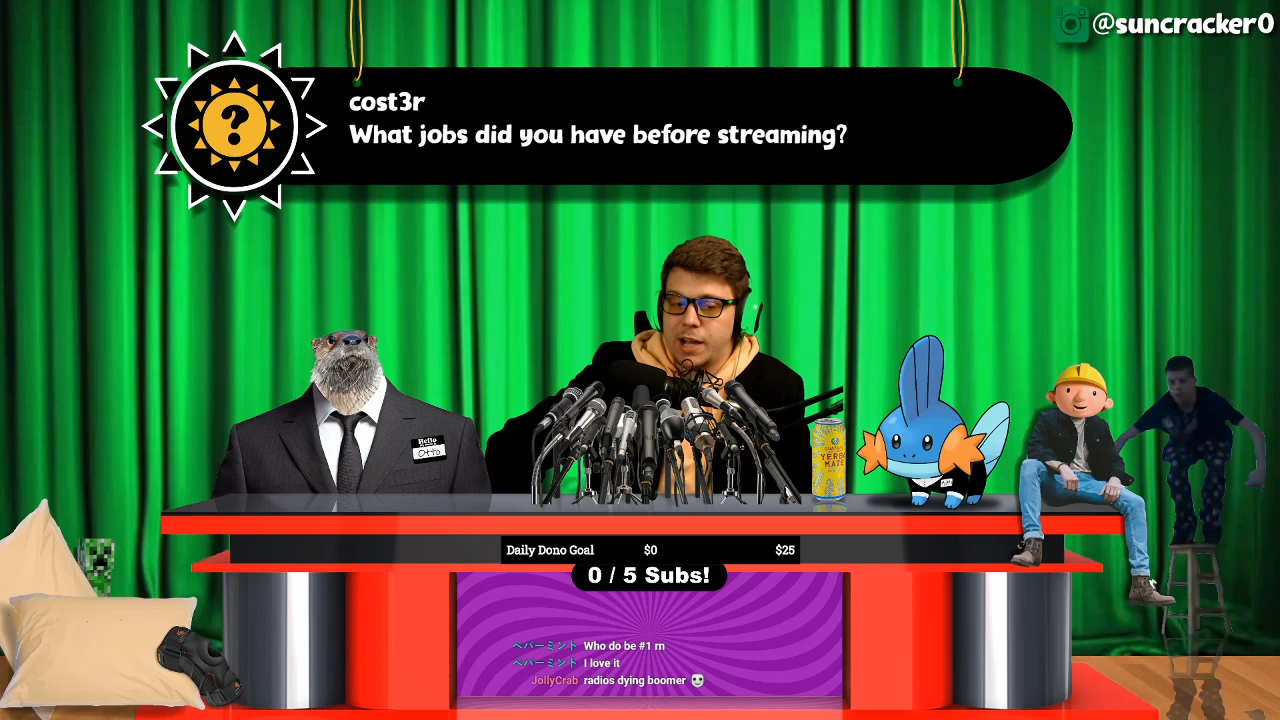 @suncracker0
?
cost3r
What jobs did you have before streaming?
Hello
Otto
YERBA
MATE
Daily Dono Goal $0 $25
0 / 5 Subs!
ペパーミント Who do be #1 rn
ペパーミント I love it
JollyCrab radios dying boomer